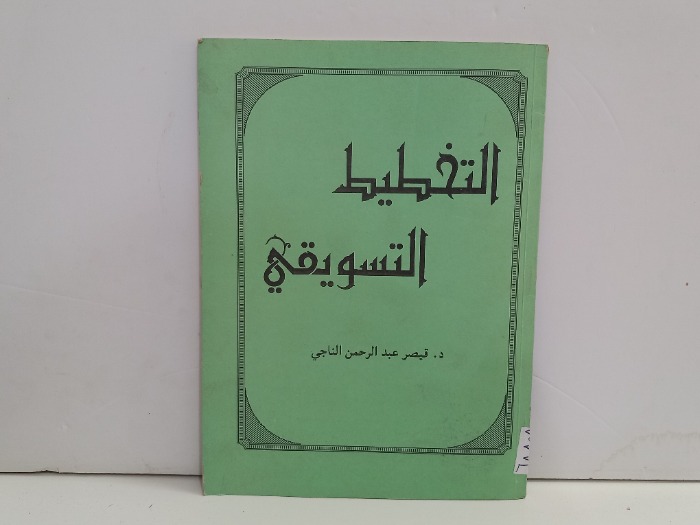 التخطيط
التسويقي
د. قيصر عبد الرحمن الناجي